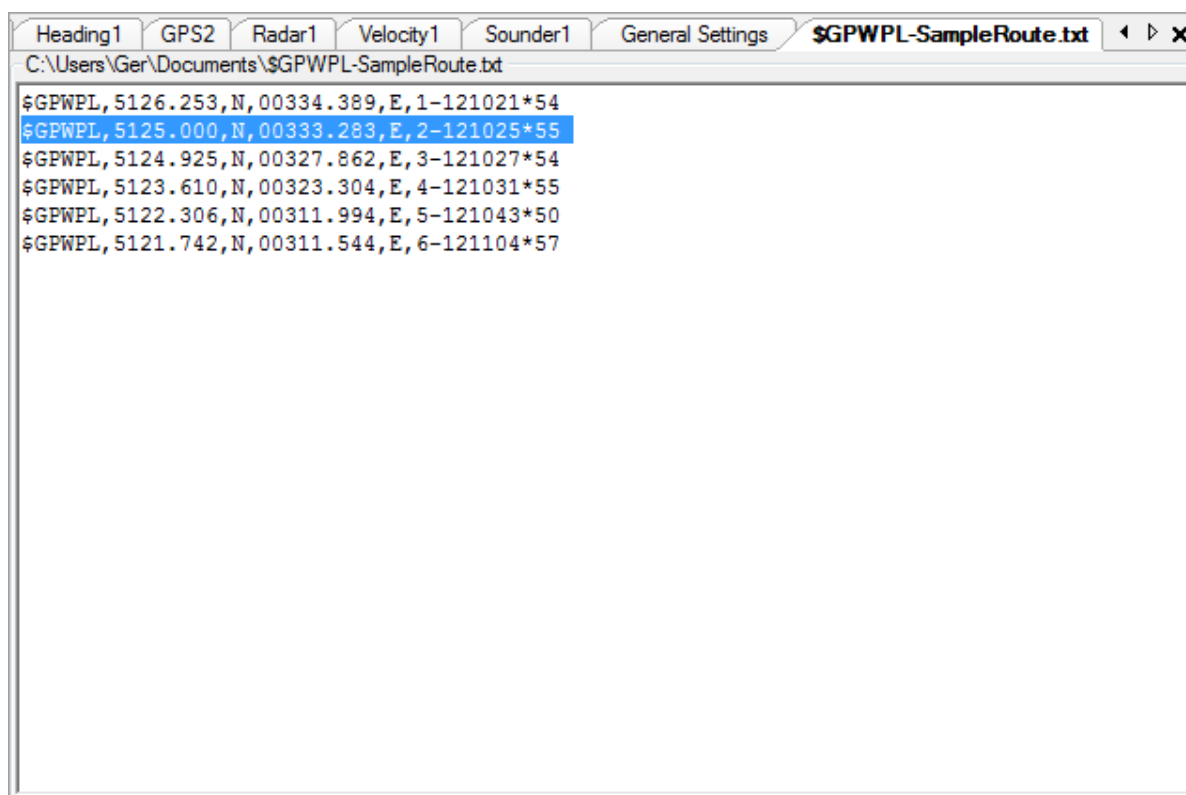 Heading1 GPS2 Radar1 Velocity1 Sounder1 General Settings $GPWPL-SampleRoute.txt
C:\Users\Ger\Documents\$GPWPL-SampleRoute.txt
$GPWPL,5126.253,N,00334.389,E,1-121021*54
$GPWPL,5125.000,N,00333.283,E,2-121025*55
$GPWPL,5124.925,N,00327.862,E,3-121027*54
$GPWPL,5123.610,N,00323.304,E,4-121031*55
$GPWPL,5122.306,N,00311.994,E,5-121043*50
$GPWPL,5121.742,N,00311.544,E,6-121104*57